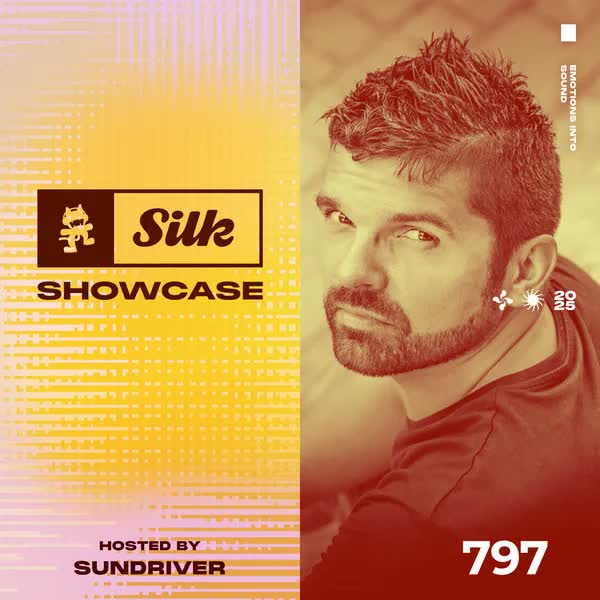 Silk
SHOWCASE
HOSTED BY
SUNDRIVER
EMOTIONS INTO
SOUND
20
25
797